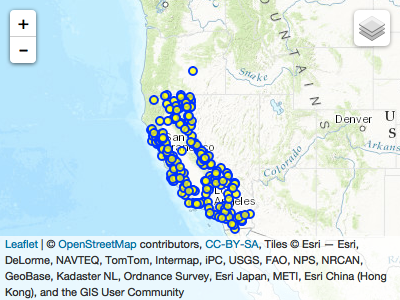 +
−
MOUNTAINS
Snake
Denver
U
S
Arkansas
Colorado
San
Francisco
Los
Angeles
Leaflet | © OpenStreetMap contributors, CC-BY-SA, Tiles © Esri — Esri,
DeLorme, NAVTEQ, TomTom, Intermap, iPC, USGS, FAO, NPS, NRCAN,
GeoBase, Kadaster NL, Ordnance Survey, Esri Japan, METI, Esri China (Hong
Kong), and the GIS User Community